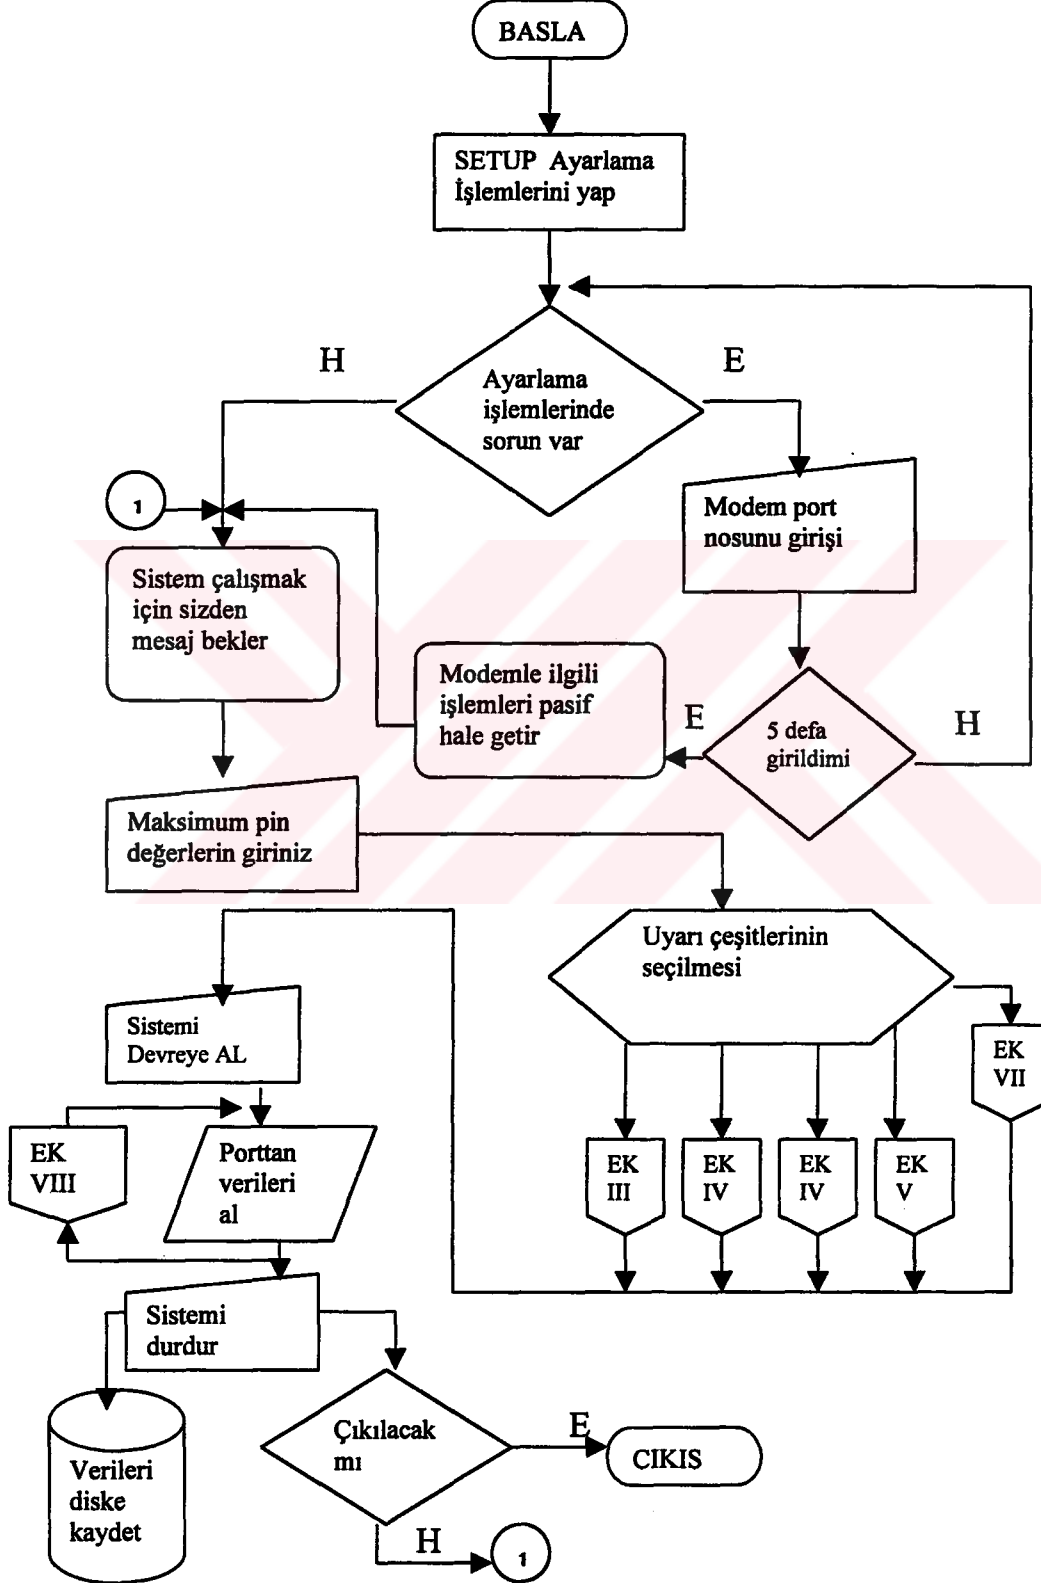 BASLA
SETUP Ayarlama
İşlemlerini yap
H
E
Ayarlama
işlemlerinde
sorun var
1
Modem port
nosunu girişi
Sistem çalışmak
için sizden
mesaj bekler
Modemle ilgili
işlemleri pasif
hale getir
E
5 defa
girildimi
H
Maksimum pin
değerlerin giriniz
Uyarı çeşitlerinin
seçilmesi
Sistemi
Devreye AL
EK
VII
EK
VIII
Porttan
verileri
al
EK
III
EK
IV
EK
IV
EK
V
Sistemi
durdur
Çıkılacak
mı
E
CIKIS
Verileri
diske
kaydet
H
1